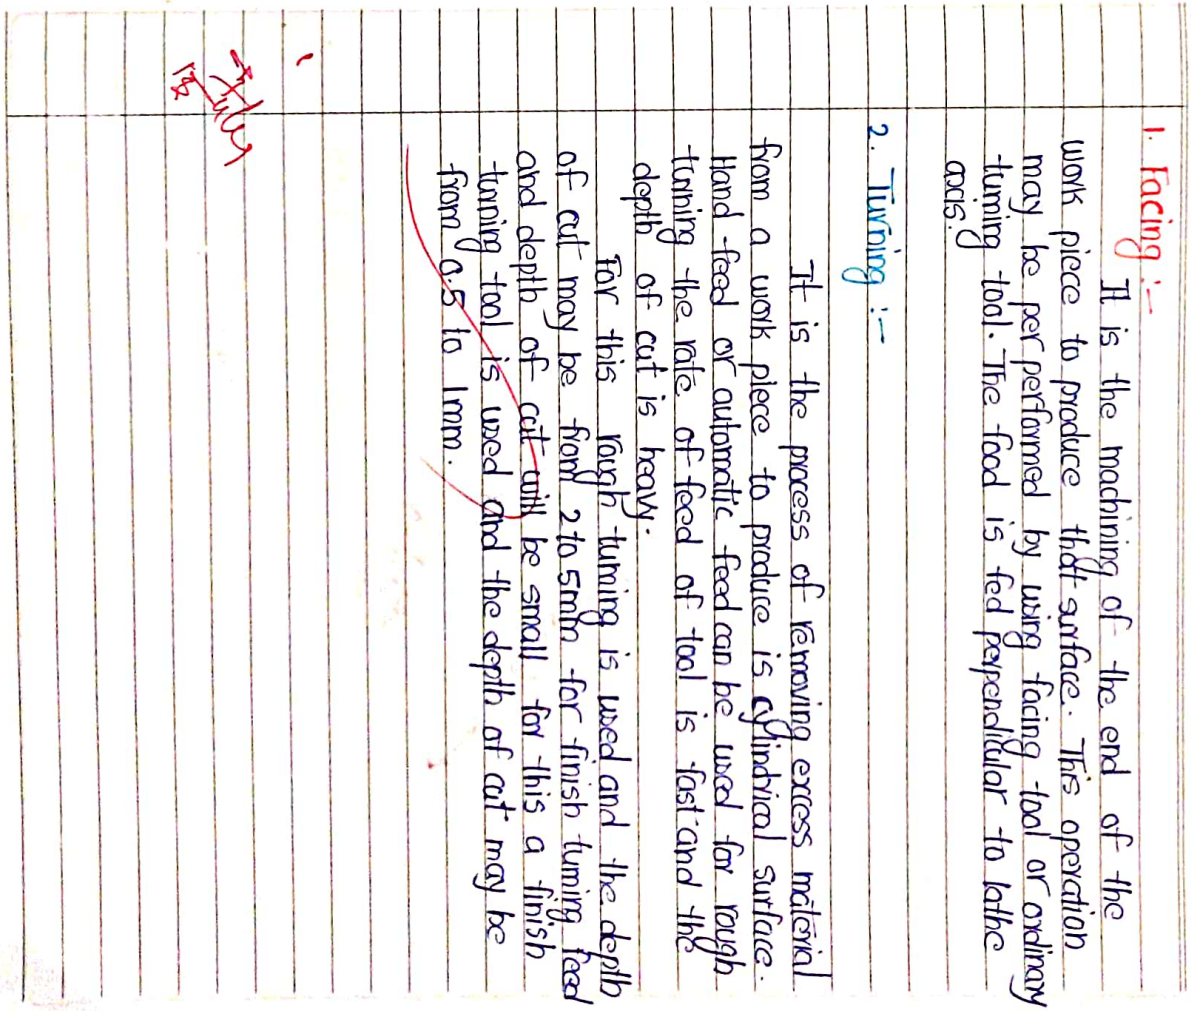 1. Facing :-
It is the machining of the end of the
work piece to produce that surface. This operation
may be per performed by using facing tool or ordinary
turning tool. The food is fed perpendicular to lathe
axis.
2. Turning :-
It is the process of removing excess material
from a work piece to produce is cylindrical surface.
Hand feed or automatic feed can be used for rough
turning the rate of feed of tool is fast and the
depth of cut is heavy.
For this rough turning is used and the depth
of cut may be from 2 to 5mm for finish turning feed
and depth of cut will be small for this a finish
turning tool is used and the depth of cut may be
from 0.5 to 1mm.